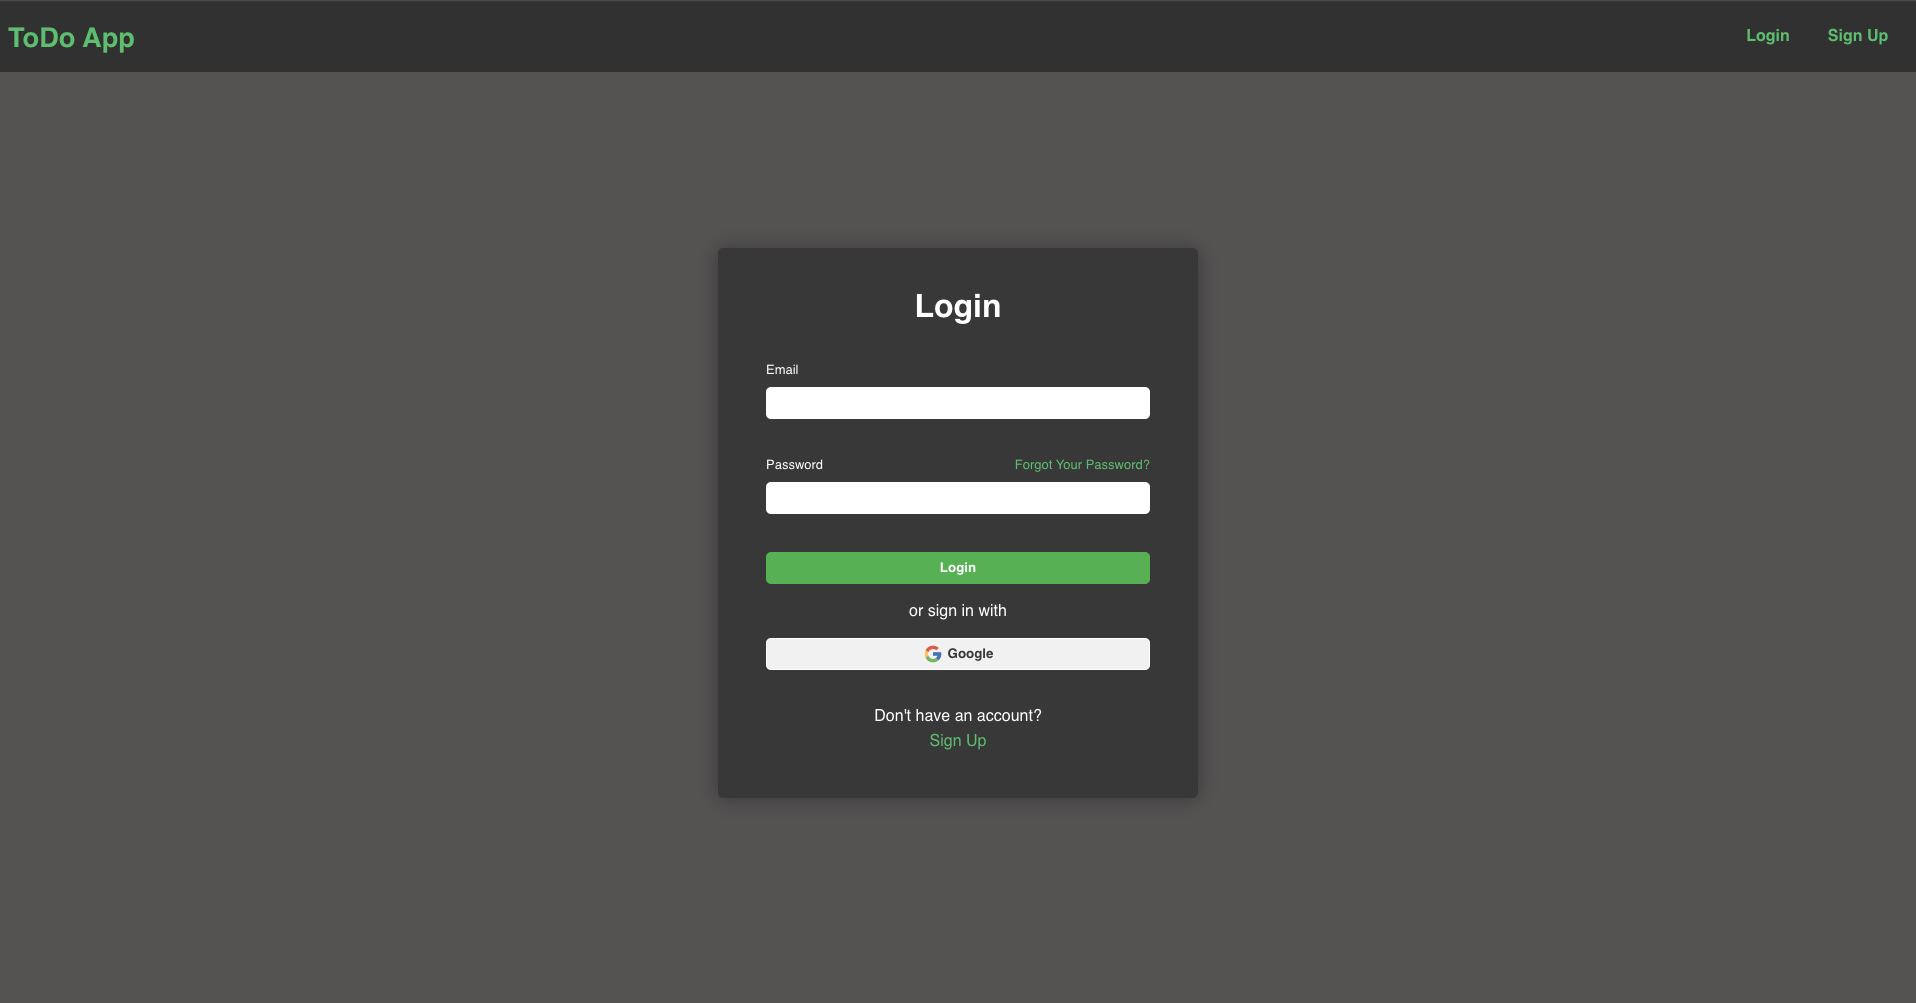 ToDo App
Login
Sign Up
Login
Email
Password
Forgot Your Password?
Login
or sign in with
Google
Don't have an account?
Sign Up